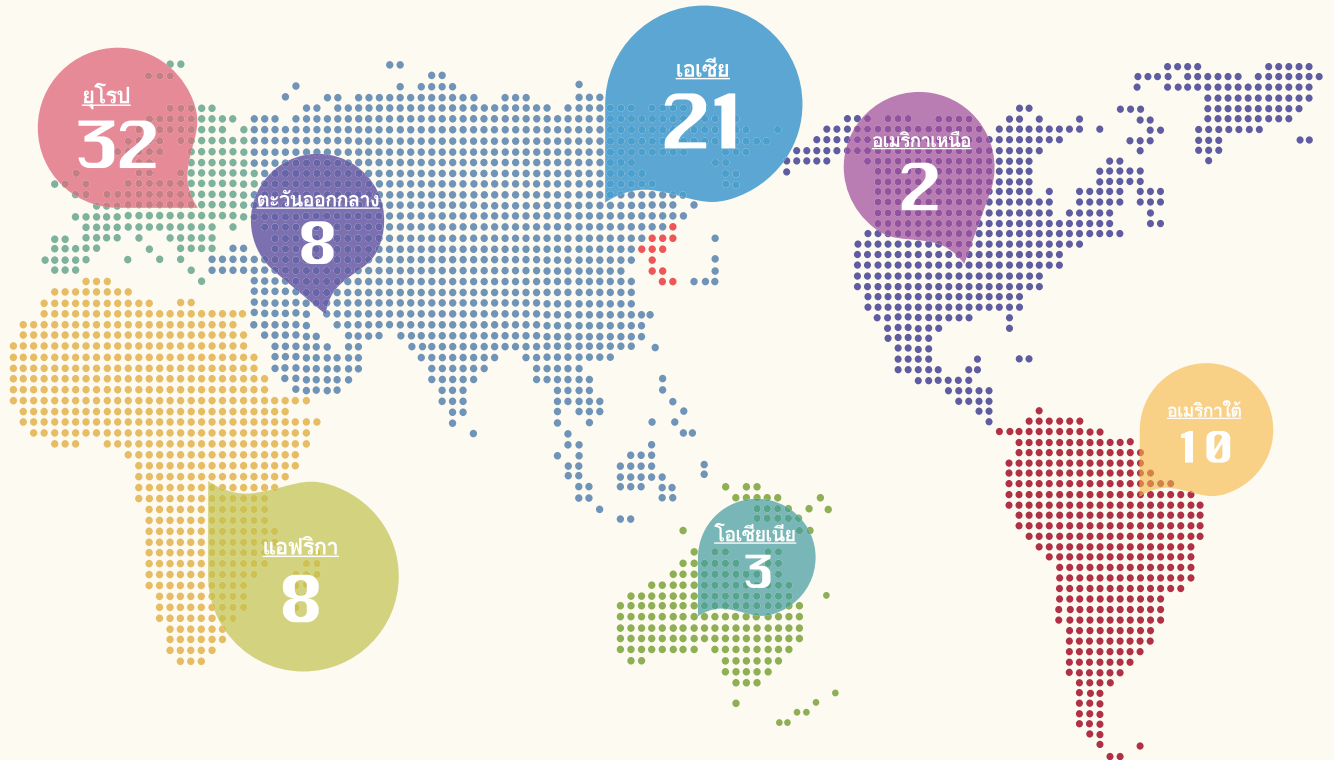 ยุโรป
32
เอเชีย
21
ตะวันออกกลาง
8
อเมริกาเหนือ
2
อเมริกาใต้
10
แอฟริกา
8
โอเชียเนีย
3